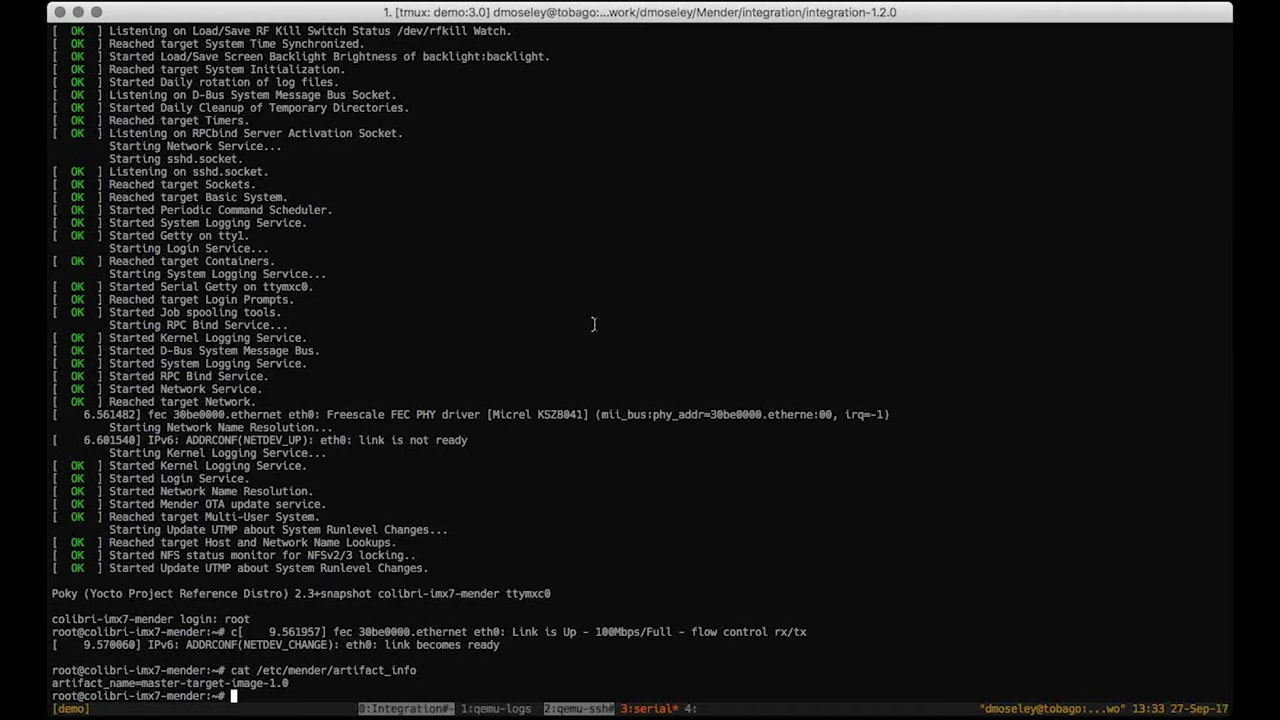 1. [tmux: demo:3.0] dmoseley@tobago:...work/dmoseley/Mender/integration/integration-1.2.0
[  OK  ] Listening on Load/Save RF Kill Switch Status /dev/rfkill Watch.
[  OK  ] Reached target System Time Synchronized.
[  OK  ] Started Load/Save Screen Backlight Brightness of backlight:backlight.
[  OK  ] Reached target System Initialization.
[  OK  ] Started Daily rotation of log files.
[  OK  ] Listening on D-Bus System Message Bus Socket.
[  OK  ] Started Daily Cleanup of Temporary Directories.
[  OK  ] Reached target Timers.
[  OK  ] Listening on RPCbind Server Activation Socket.
Starting Network Service...
Starting sshd.socket.
[  OK  ] Listening on sshd.socket.
[  OK  ] Reached target Sockets.
[  OK  ] Reached target Basic System.
[  OK  ] Started Periodic Command Scheduler.
[  OK  ] Started System Logging Service.
[  OK  ] Started Getty on tty1.
Starting Login Service...
[  OK  ] Reached target Containers.
Starting System Logging Service...
[  OK  ] Started Serial Getty on ttymxc0.
[  OK  ] Reached target Login Prompts.
[  OK  ] Started Job spooling tools.
Starting RPC Bind Service...
[  OK  ] Started Kernel Logging Service.
[  OK  ] Started D-Bus System Message Bus.
[  OK  ] Started System Logging Service.
[  OK  ] Started RPC Bind Service.
[  OK  ] Started Network Service.
[  OK  ] Reached target Network.
[    6.561482] fec 30be0000.ethernet eth0: Freescale FEC PHY driver [Micrel KSZ8041] (mii_bus:phy_addr=30be0000.etherne:00, irq=-1)
Starting Network Name Resolution...
[    6.601540] IPv6: ADDRCONF(NETDEV_UP): eth0: link is not ready
Starting Kernel Logging Service...
[  OK  ] Started Kernel Logging Service.
[  OK  ] Started Login Service.
[  OK  ] Started Network Name Resolution.
[  OK  ] Started Mender OTA update service.
[  OK  ] Reached target Multi-User System.
Starting Update UTMP about System Runlevel Changes...
[  OK  ] Reached target Host and Network Name Lookups.
[  OK  ] Started NFS status monitor for NFSv2/3 locking..
[  OK  ] Started Update UTMP about System Runlevel Changes.
Poky (Yocto Project Reference Distro) 2.3+snapshot colibri-imx7-mender ttymxc0
colibri-imx7-mender login: root
root@colibri-imx7-mender:~# c[    9.561957] fec 30be0000.ethernet eth0: Link is Up - 100Mbps/Full - flow control rx/tx
[    9.570060] IPv6: ADDRCONF(NETDEV_CHANGE): eth0: link becomes ready
root@colibri-imx7-mender:~# cat /etc/mender/artifact_info
artifact_name=master-target-image-1.0
root@colibri-imx7-mender:~#
[demo] 0:Integration#- 1:qemu-logs 2:qemu-ssh# 3:serial* 4: "dmoseley@tobago:...wo" 13:33 27-Sep-17